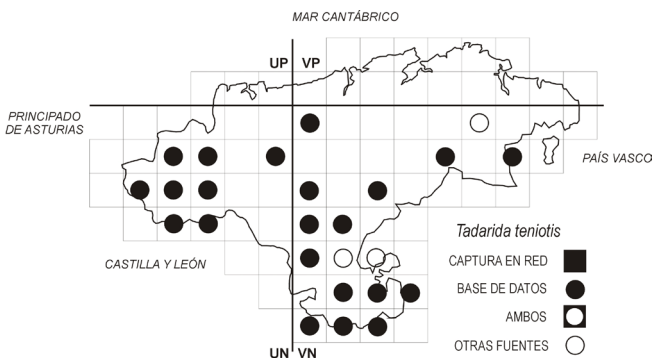 MAR CANTÁBRICO
UP VP
PRINCIPADO
DE ASTURIAS
PAÍS VASCO
CASTILLA Y LEÓN
Tadarida teniotis
CAPTURA EN RED
BASE DE DATOS
AMBOS
OTRAS FUENTES
UN VN